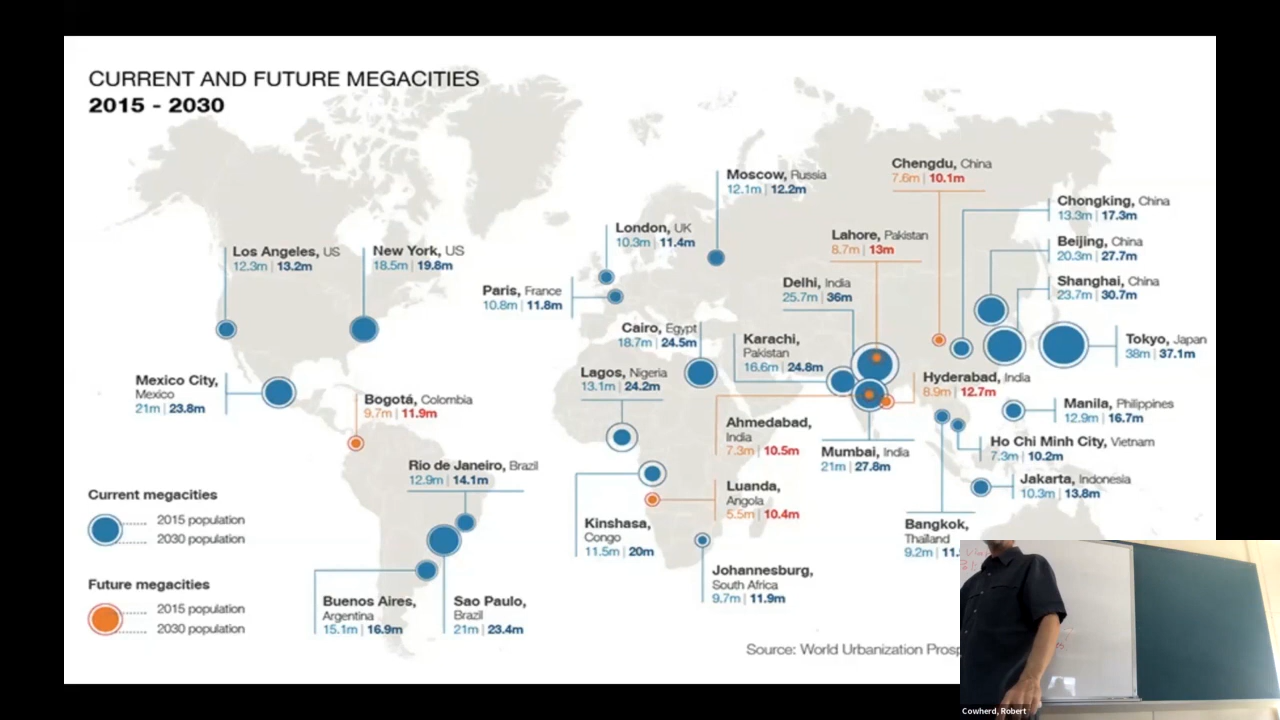 CURRENT AND FUTURE MEGACITIES
2015 - 2030
Moscow, Russia
12.1m | 12.2m
Chengdu, China
7.6m | 10.1m
Chongking, China
13.3m | 17.3m
London, UK
10.3m | 11.4m
Lahore, Pakistan
8.7m | 13m
Beijing, China
20.3m | 27.7m
Los Angeles, US
12.3m | 13.2m
New York, US
18.5m | 19.8m
Paris, France
10.8m | 11.8m
Delhi, India
25.7m | 36m
Shanghai, China
23.7m | 30.7m
Cairo, Egypt
18.7m | 24.5m
Karachi,
Pakistan
16.6m | 24.8m
Tokyo, Japan
38m | 37.1m
Mexico City,
Mexico
21m | 23.8m
Lagos, Nigeria
13.1m | 24.2m
Hyderabad, India
8.9m | 12.7m
Bogotá, Colombia
9.7m | 11.9m
Manila, Philippines
12.9m | 16.7m
Ahmedabad,
India
7.3m | 10.5m
Mumbai, India
21m | 27.8m
Ho Chi Minh City, Vietnam
7.3m | 10.2m
Rio de Janeiro, Brazil
12.9m | 14.1m
Luanda,
Angola
5.5m | 10.4m
Jakarta, Indonesia
10.3m | 13.8m
Current megacities
2015 population
2030 population
Kinshasa,
Congo
11.5m | 20m
Bangkok,
Thailand
9.2m | 11.
Johannesburg,
South Africa
9.7m | 11.9m
Future megacities
2015 population
2030 population
Buenos Aires,
Argentina
15.1m | 16.9m
Sao Paulo,
Brazil
21m | 23.4m
Source: World Urbanization Prosp
Cowherd, Robert